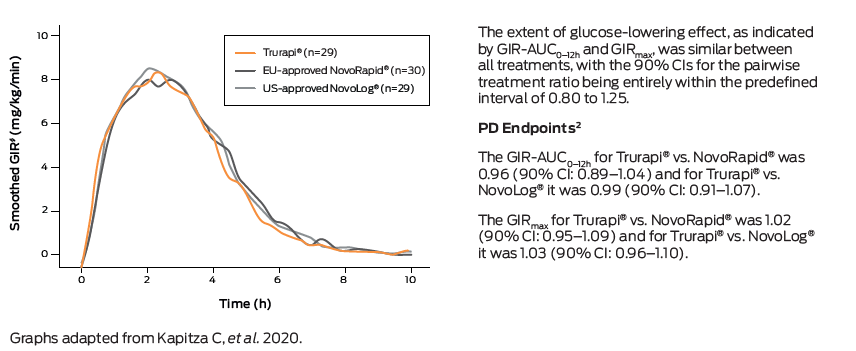 10
8
6
4
2
0
Smoothed GIR# (mg/kg/min)
Trurapi® (n=29)
EU-approved NovoRapid® (n=30)
US-approved NovoLog® (n=29)
0
2
4
6
8
10
Time (h)
Graphs adapted from Kapitza C, et al. 2020.
The extent of glucose-lowering effect, as indicated
by GIR-AUC0–12h and GIRmax, was similar between
all treatments, with the 90% CIs for the pairwise
treatment ratio being entirely within the predefined
interval of 0.80 to 1.25.
PD Endpoints²
The GIR-AUC0–12h for Trurapi® vs. NovoRapid® was
0.96 (90% CI: 0.89–1.04) and for Trurapi® vs.
NovoLog® it was 0.99 (90% CI: 0.91–1.07).
The GIRmax for Trurapi® vs. NovoRapid® was 1.02
(90% CI: 0.95–1.09) and for Trurapi® vs. NovoLog®
it was 1.03 (90% CI: 0.96–1.10).